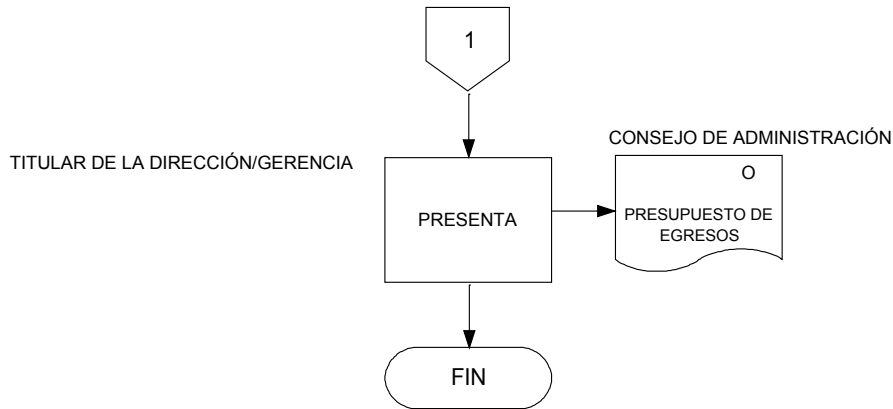 1
CONSEJO DE ADMINISTRACIÓN
TITULAR DE LA DIRECCIÓN/GERENCIA
O
PRESENTA
PRESUPUESTO DE
EGRESOS
FIN